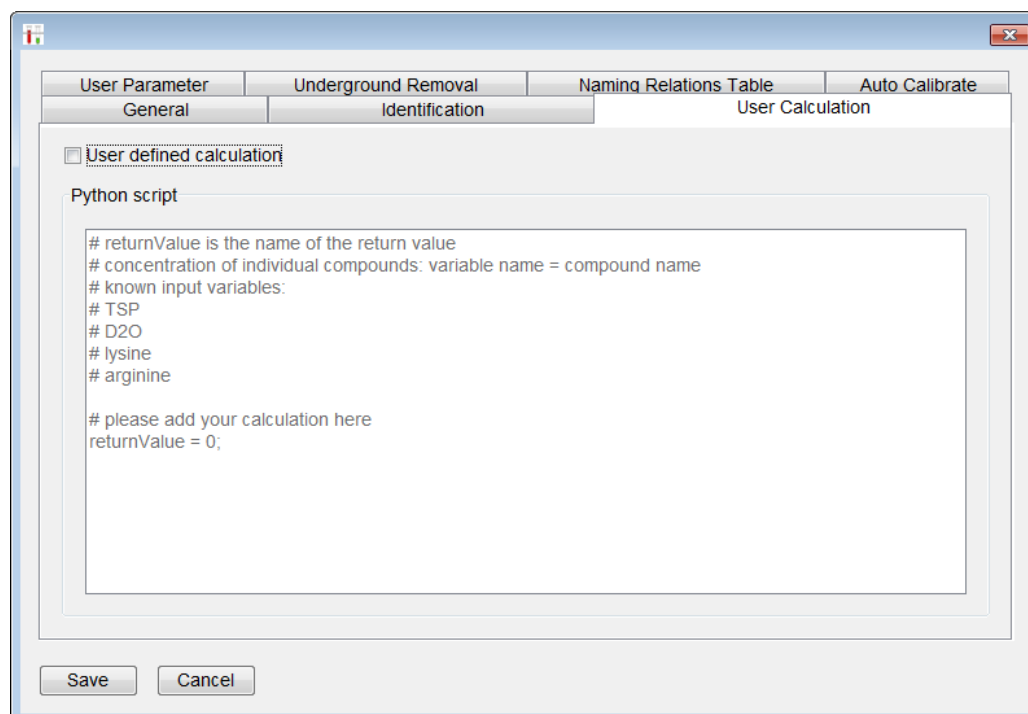 User Parameter Underground Removal Naming Relations Table Auto Calibrate
General Identification User Calculation
User defined calculation
Python script
# returnValue is the name of the return value
# concentration of individual compounds: variable name = compound name
# known input variables:
# TSP
# D2O
# lysine
# arginine
# please add your calculation here
returnValue = 0;
Save Cancel